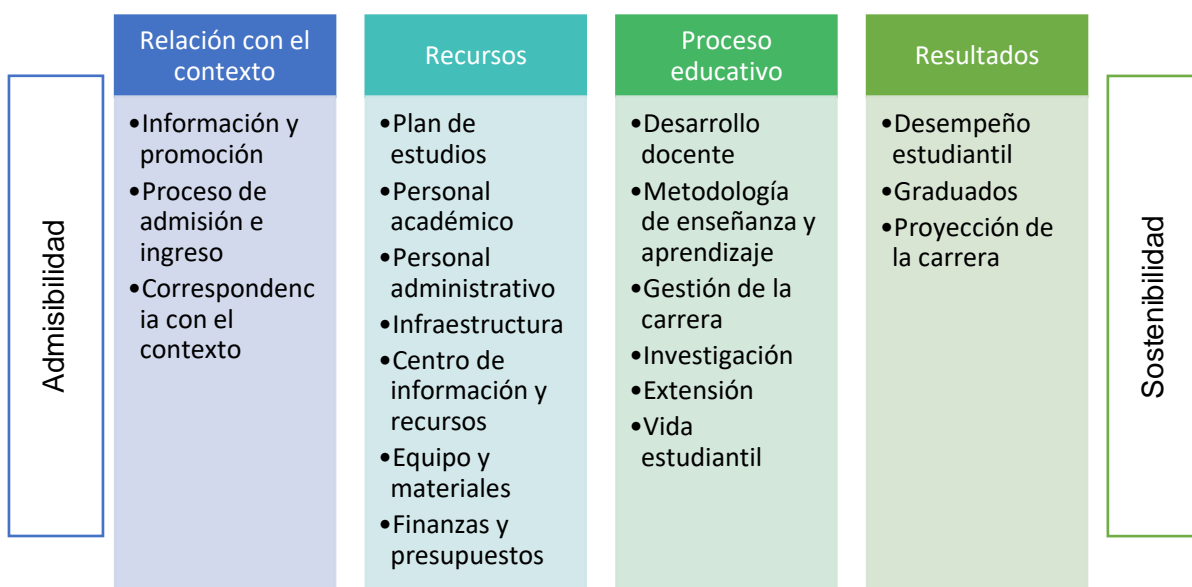 Admisibilidad
Relación con el
contexto
•Información y
promoción
•Proceso de
admisión e
ingreso
•Correspondenc
ia con el
contexto
Recursos
•Plan de
estudios
•Personal
académico
•Personal
administrativo
•Infraestructura
•Centro de
información y
recursos
•Equipo y
materiales
•Finanzas y
presupuestos
Proceso
educativo
•Desarrollo
docente
•Metodología
de enseñanza y
aprendizaje
•Gestión de la
carrera
•Investigación
•Extensión
•Vida
estudiantil
Resultados
•Desempeño
estudiantil
•Graduados
•Proyección de
la carrera
Sostenibilidad